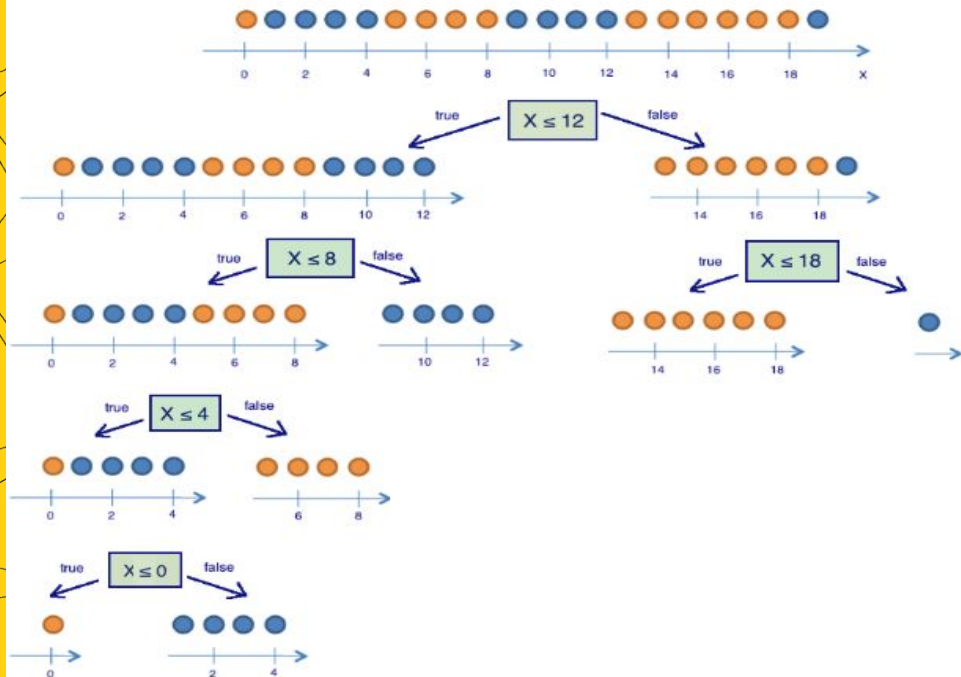 0 2 4 6 8 10 12 14 16 18 X
true X ≤ 12 false
0 2 4 6 8 10 12
14 16 18
true X ≤ 8 false
true X ≤ 18 false
0 2 4 6 8
10 12
14 16 18
true X ≤ 4 false
0 2 4
6 8
true X ≤ 0 false
0
2 4